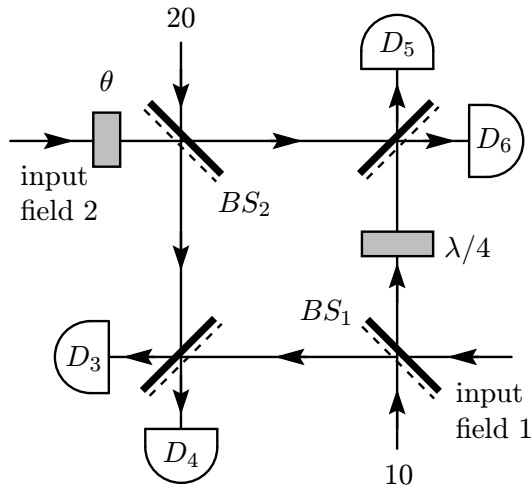 20
D5
θ
D6
input
field 2
BS2
λ/4
BS1
D3
input
field 1
D4
10